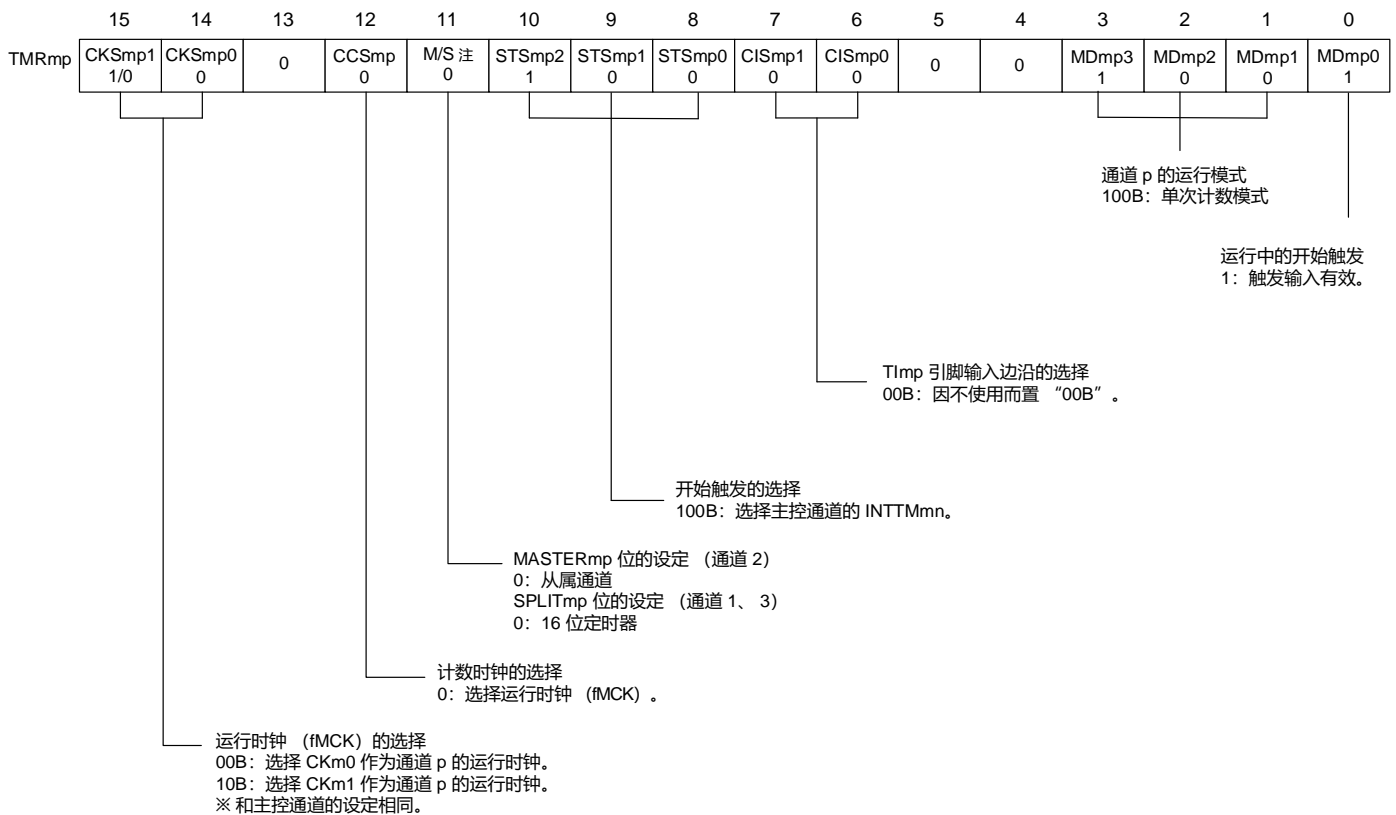 15 14 13 12 11 10 9 8 7 6 5 4 3 2 1 0
TMRmp CKSmp1 CKSmp0 0 CCSmp M/S 注 STSmp2 STSmp1 STSmp0 CISmp1 CISmp0 0 0 MDmp3 MDmp2 MDmp1 MDmp0
1/0 0 0 0 1 0 0 0 0 1 0 0 1
通道 p 的运行模式
100B：单次计数模式
运行中的开始触发
1：触发输入有效。
TImp 引脚输入边沿的选择
00B：因不使用而置 “00B”。
开始触发的选择
100B：选择主控通道的 INTTMmn。
MASTERmp 位的设定 （通道 2）
0：从属通道
SPLITmp 位的设定 （通道 1、 3）
0：16 位定时器
计数时钟的选择
0：选择运行时钟 （fMCK）。
运行时钟 （fMCK）的选择
00B：选择 CKm0 作为通道 p 的运行时钟。
10B：选择 CKm1 作为通道 p 的运行时钟。
※ 和主控通道的设定相同。